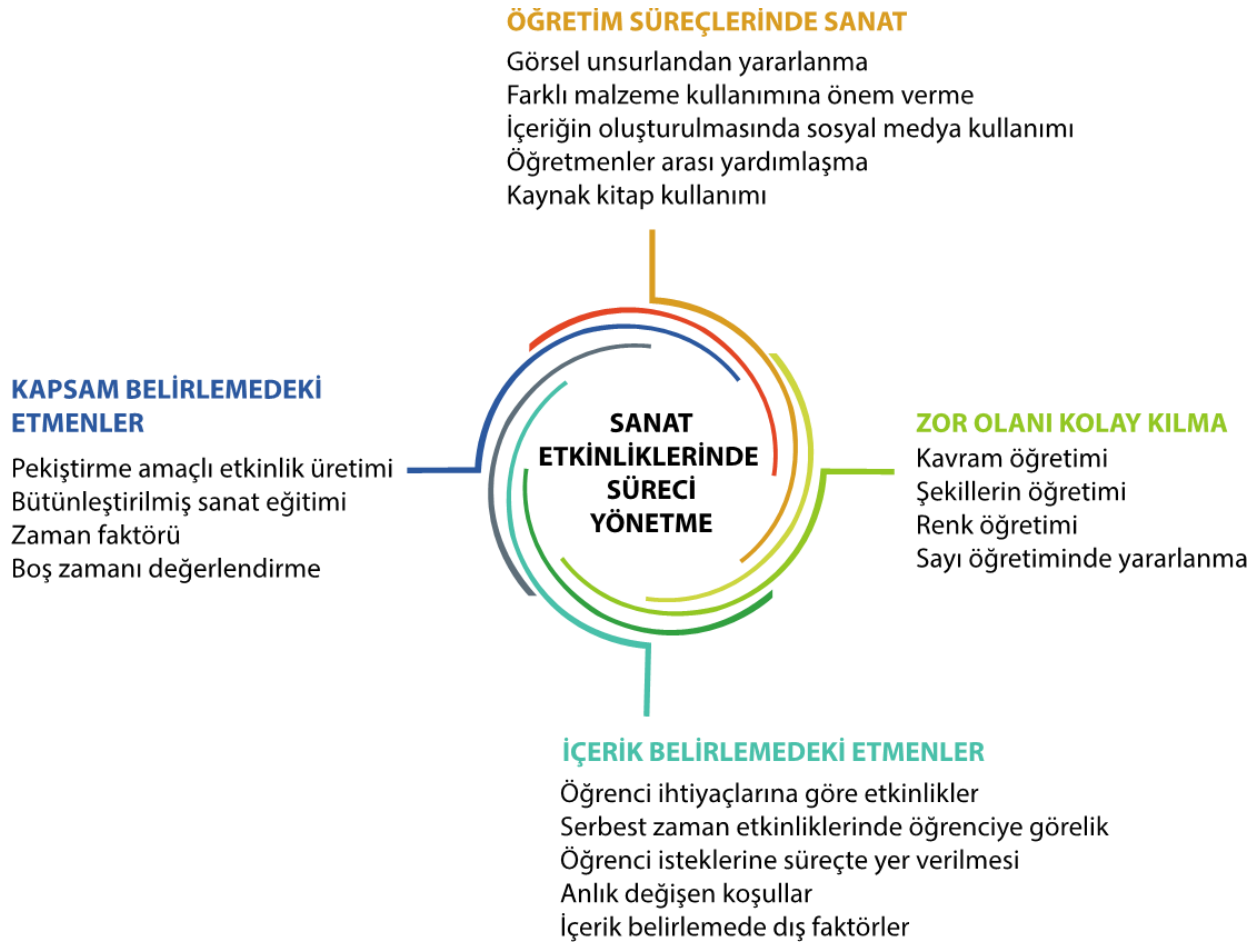 ÖĞRETİM SÜREÇLERİNDE SANAT
Görsel unsurlandan yararlanma
Farklı malzeme kullanımına önem verme
İçeriğin oluşturulmasında sosyal medya kullanımı
Öğretmenler arası yardımlaşma
Kaynak kitap kullanımı
KAPSAM BELİRLEMEDEKİ
ETMENLER
Pekiştirme amaçlı etkinlik üretimi
Bütünleştirilmiş sanat eğitimi
Zaman faktörü
Boş zamanı değerlendirme
SANAT
ETKİNLİKLERİNDE
SÜRECİ
YÖNETME
ZOR OLANI KOLAY KILMA
Kavram öğretimi
Şekillerin öğretimi
Renk öğretimi
Sayı öğretiminde yararlanma
İÇERİK BELİRLEMEDEKİ ETMENLER
Öğrenci ihtiyaçlarına göre etkinlikler
Serbest zaman etkinliklerinde öğrenciye görelik
Öğrenci isteklerine süreçte yer verilmesi
Anlık değişen koşullar
İçerik belirlemede dış faktörler